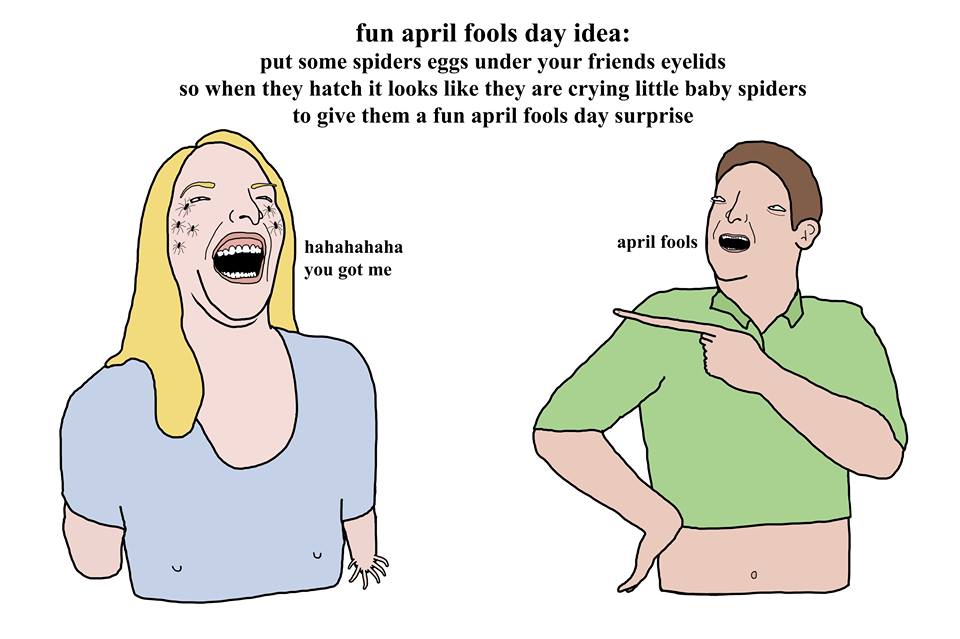 fun april fools day idea:
put some spiders eggs under your friends eyelids
so when they hatch it looks like they are crying little baby spiders
to give them a fun april fools day surprise
hahahahaha
you got me
april fools